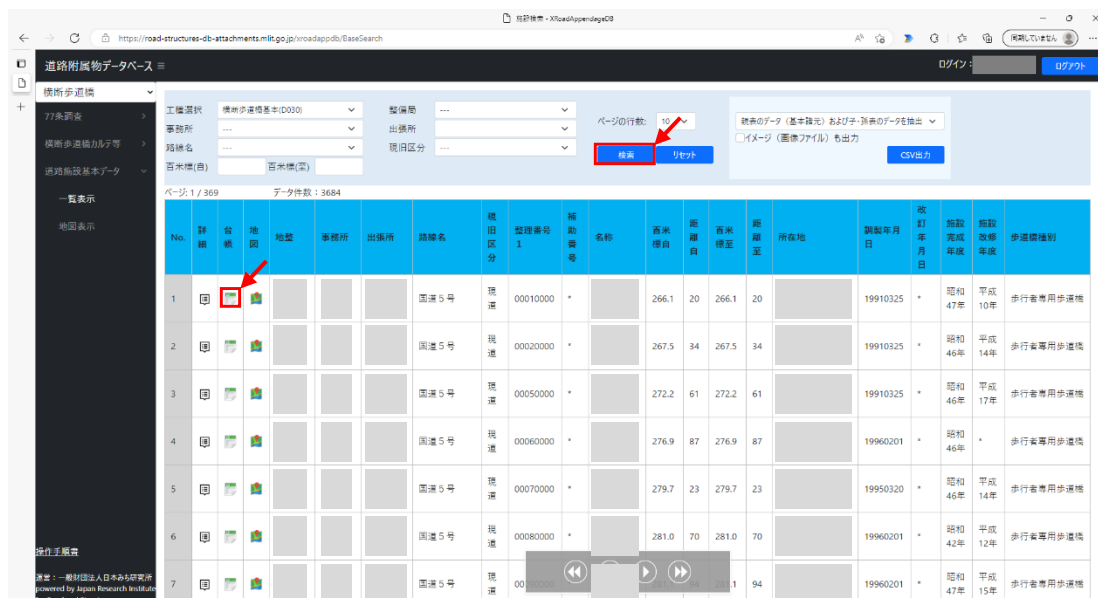 施設検索 - XRoadAppendageDB
https://road-structures-db-attachments.mlit.go.jp/xroadappdb/BaseSearch
同期していません
道路附属物データベース
ログイン：
ログアウト
横断歩道橋
77条調査
横断歩道橋カルテ等
道路施設基本データ
一覧表示
地図表示
操作手順書
運営：一般財団法人日本みち研究所
powered by Japan Research Institute
工種選択 横断歩道橋基本(D030) 整備局 ---
事務所 --- 出張所
路線名 --- 現旧区分 ---
百米標(自) 百米標(至)
ページの行数: 10
検索 リセット
親表のデータ（基本諸元）および子・孫表のデータを抽出
イメージ（画像ファイル）も出力
CSV出力
ページ: 1 / 369 データ件数：3684
No. 詳細 台帳 地図 地整 事務所 出張所 路線名 現旧区分 整理番号1 補助番号 名称 百米標自 距離自 百米標至 距離至 所在地 調製年月日 改訂年月日 施設完成年度 施設改修年度 歩道橋種別
1 国道５号 現道 00010000 * 266.1 20 266.1 20 19910325 * 昭和47年 平成10年 歩行者専用歩道橋
2 国道５号 現道 00020000 * 267.5 34 267.5 34 19910325 * 昭和46年 平成14年 歩行者専用歩道橋
3 国道５号 現道 00050000 * 272.2 61 272.2 61 19910325 * 昭和46年 平成17年 歩行者専用歩道橋
4 国道５号 現道 00060000 * 276.9 87 276.9 87 19960201 * 昭和46年 * 歩行者専用歩道橋
5 国道５号 現道 00070000 * 279.7 23 279.7 23 19950320 * 昭和46年 平成14年 歩行者専用歩道橋
6 国道５号 現道 00080000 * 281.0 70 281.0 70 19960201 * 昭和42年 平成12年 歩行者専用歩道橋
7 国道５号 現道 94 94 19960201 * 昭和47年 平成15年 歩行者専用歩道橋